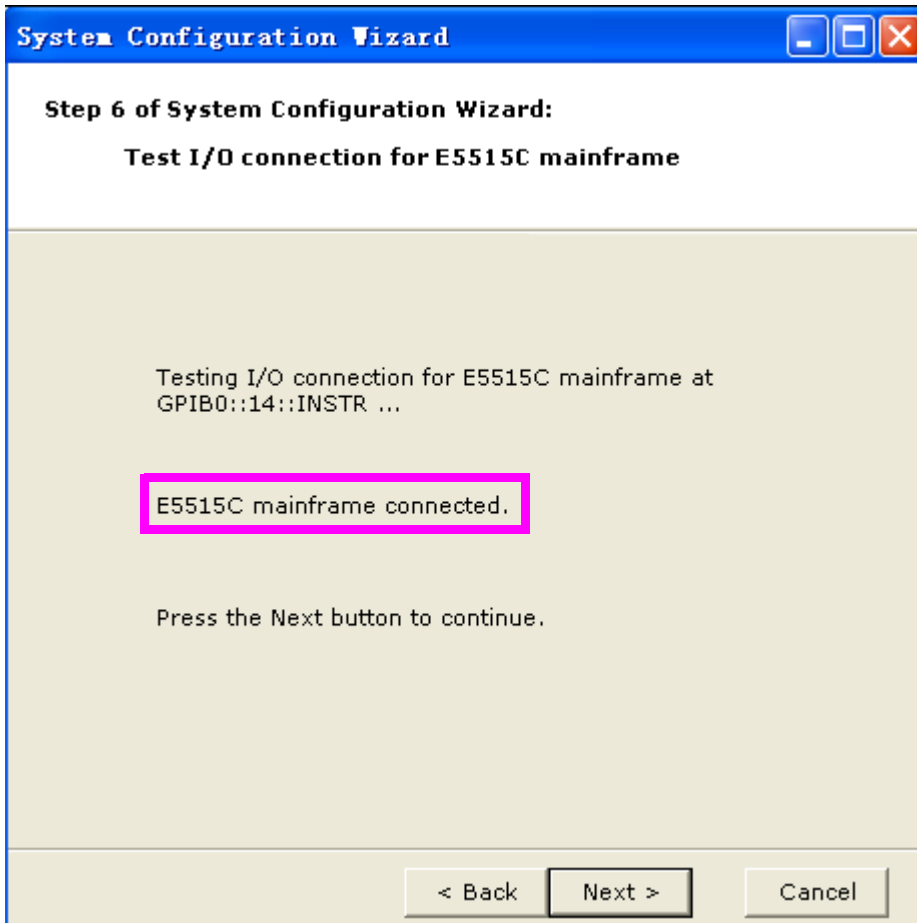 System Configuration Wizard
Step 6 of System Configuration Wizard:
Test I/O connection for E5515C mainframe
Testing I/O connection for E5515C mainframe at
GPIB0::14::INSTR ...
E5515C mainframe connected.
Press the Next button to continue.
< Back
Next >
Cancel